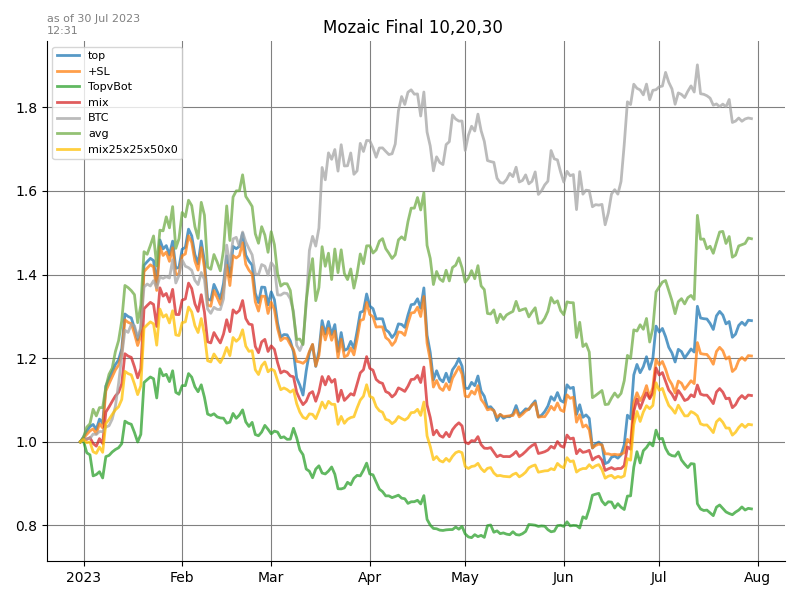 as of 30 Jul 2023
12:31
Mozaic Final 10,20,30
top
+SL
TopvBot
mix
BTC
avg
mix25x25x50x0
1.8
1.6
1.4
1.2
1.0
0.8
2023 Feb Mar Apr May Jun Jul Aug